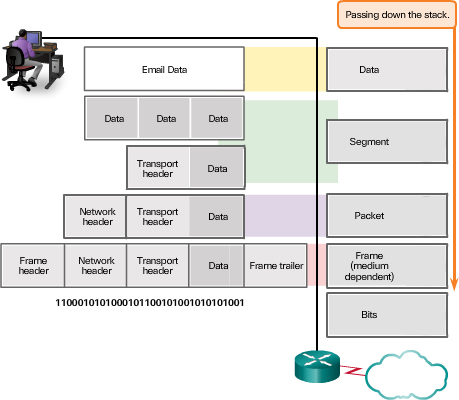 Passing down the stack.
Email Data
Data
Data
Data
Data
Segment
Transport
header
Data
Network
header
Transport
header
Data
Packet
Frame
header
Network
header
Transport
header
Data
Frame trailer
Frame
(medium
dependent)
1100010101000101100101001010101001
Bits